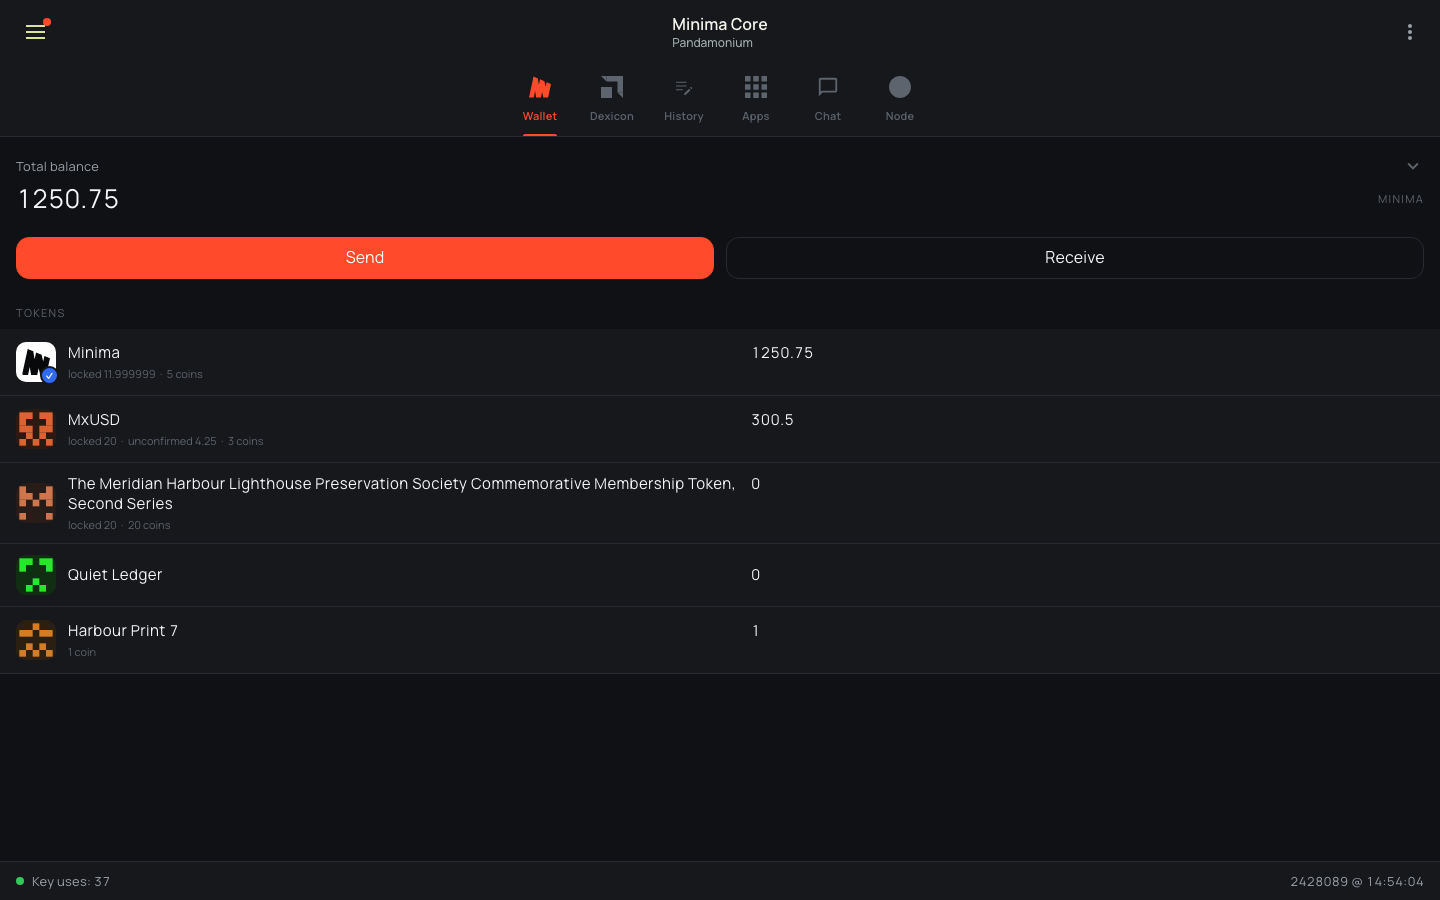 Minima Core
Pandamonium
Wallet
Dexicon
History
Apps
Chat
Node
Total balance
1250.75
MINIMA
Send
Receive
TOKENS
Minima
1250.75
locked 11.999999 · 5 coins
MxUSD
300.5
locked 20 · unconfirmed 4.25 · 3 coins
The Meridian Harbour Lighthouse Preservation Society Commemorative Membership Token,
0
Second Series
locked 20 · 20 coins
Quiet Ledger
0
Harbour Print 7
1
1 coin
Key uses: 37
2428089 @ 14:54:04